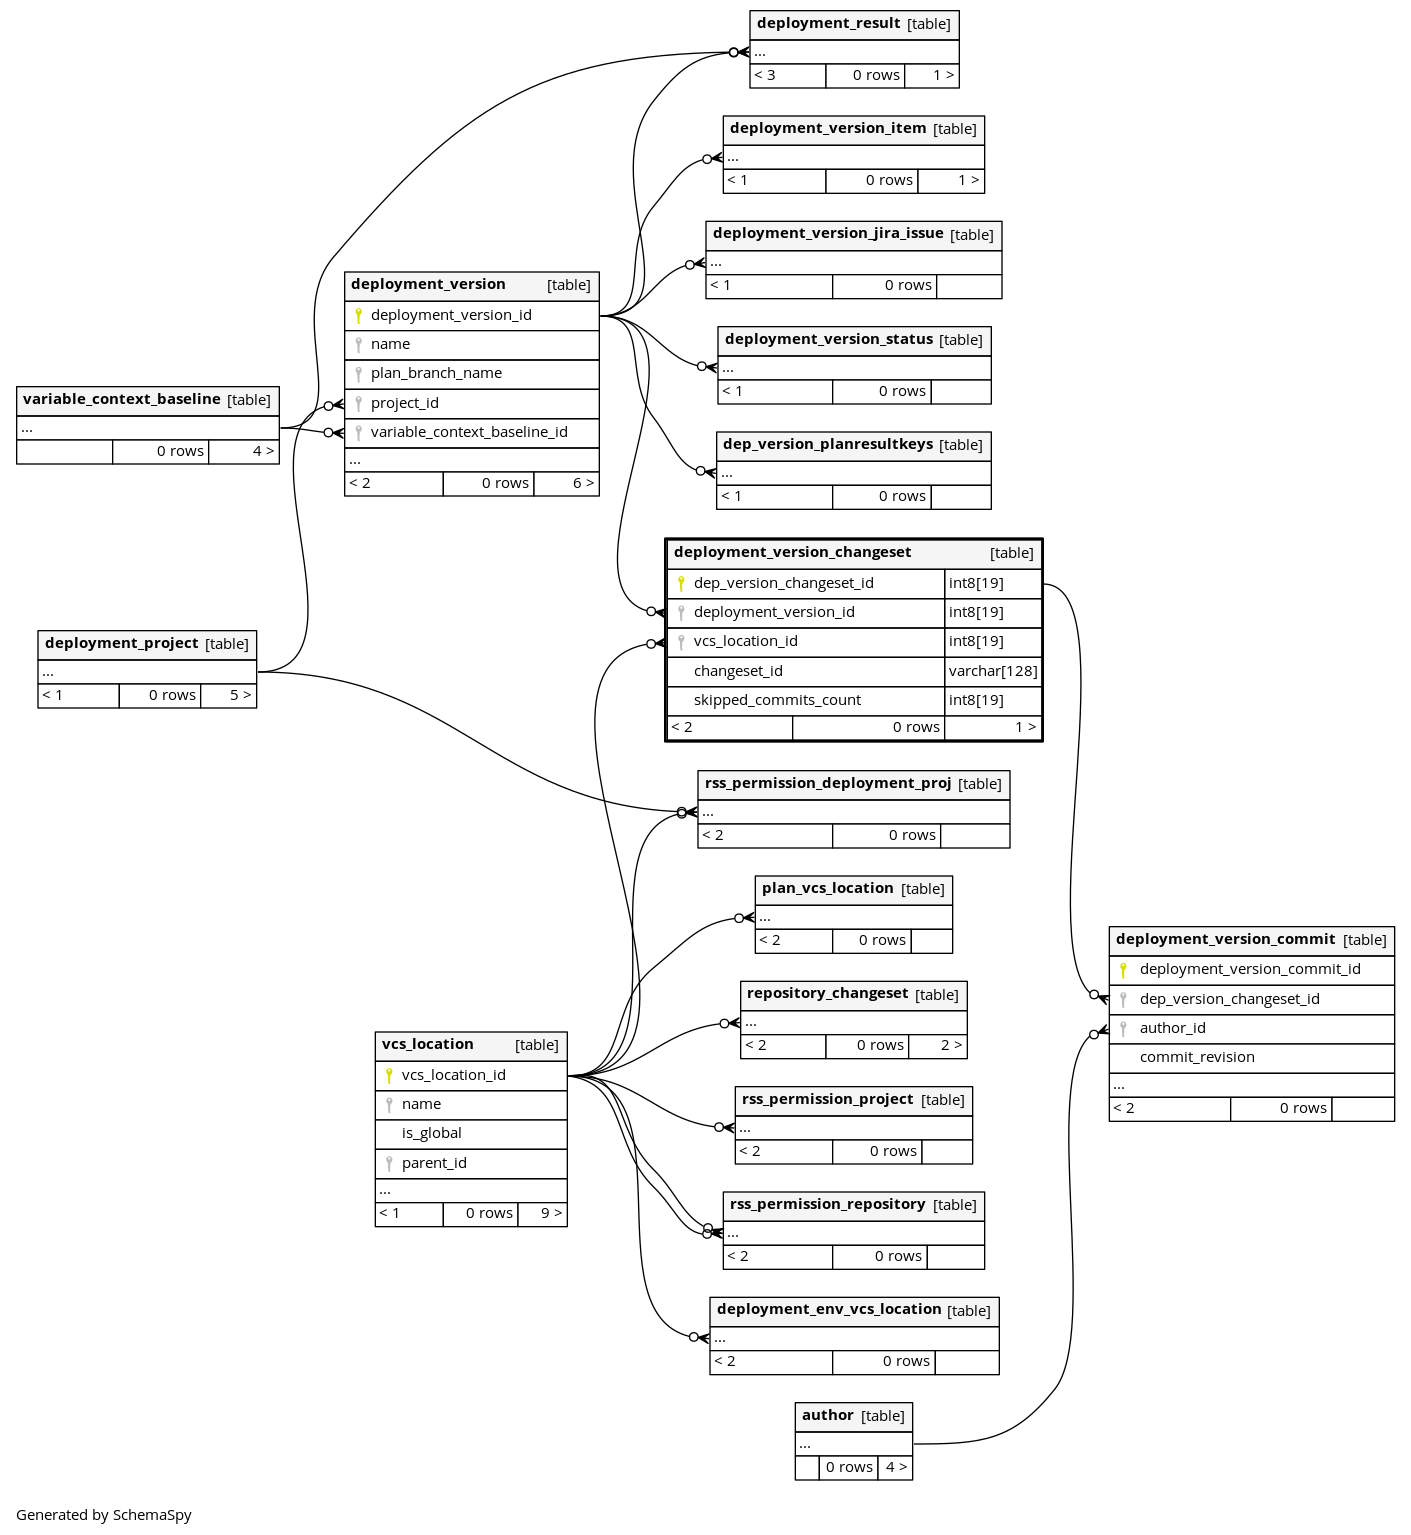 deployment_result [table]
...
< 3 0 rows 1 >
deployment_version_item [table]
...
< 1 0 rows 1 >
deployment_version_jira_issue [table]
...
< 1 0 rows
deployment_version [table]
deployment_version_id
name
plan_branch_name
project_id
variable_context_baseline_id
...
< 2 0 rows 6 >
deployment_version_status [table]
...
< 1 0 rows
variable_context_baseline [table]
...
0 rows 4 >
dep_version_planresultkeys [table]
...
< 1 0 rows
deployment_version_changeset [table]
dep_version_changeset_id int8[19]
deployment_version_id int8[19]
vcs_location_id int8[19]
changeset_id varchar[128]
skipped_commits_count int8[19]
< 2 0 rows 1 >
deployment_project [table]
...
< 1 0 rows 5 >
rss_permission_deployment_proj [table]
...
< 2 0 rows
plan_vcs_location [table]
...
< 2 0 rows
deployment_version_commit [table]
deployment_version_commit_id
dep_version_changeset_id
author_id
commit_revision
...
< 2 0 rows
repository_changeset [table]
...
< 2 0 rows 2 >
vcs_location [table]
vcs_location_id
name
is_global
parent_id
...
< 1 0 rows 9 >
rss_permission_project [table]
...
< 2 0 rows
rss_permission_repository [table]
...
< 2 0 rows
deployment_env_vcs_location [table]
...
< 2 0 rows
author [table]
...
0 rows 4 >
Generated by SchemaSpy